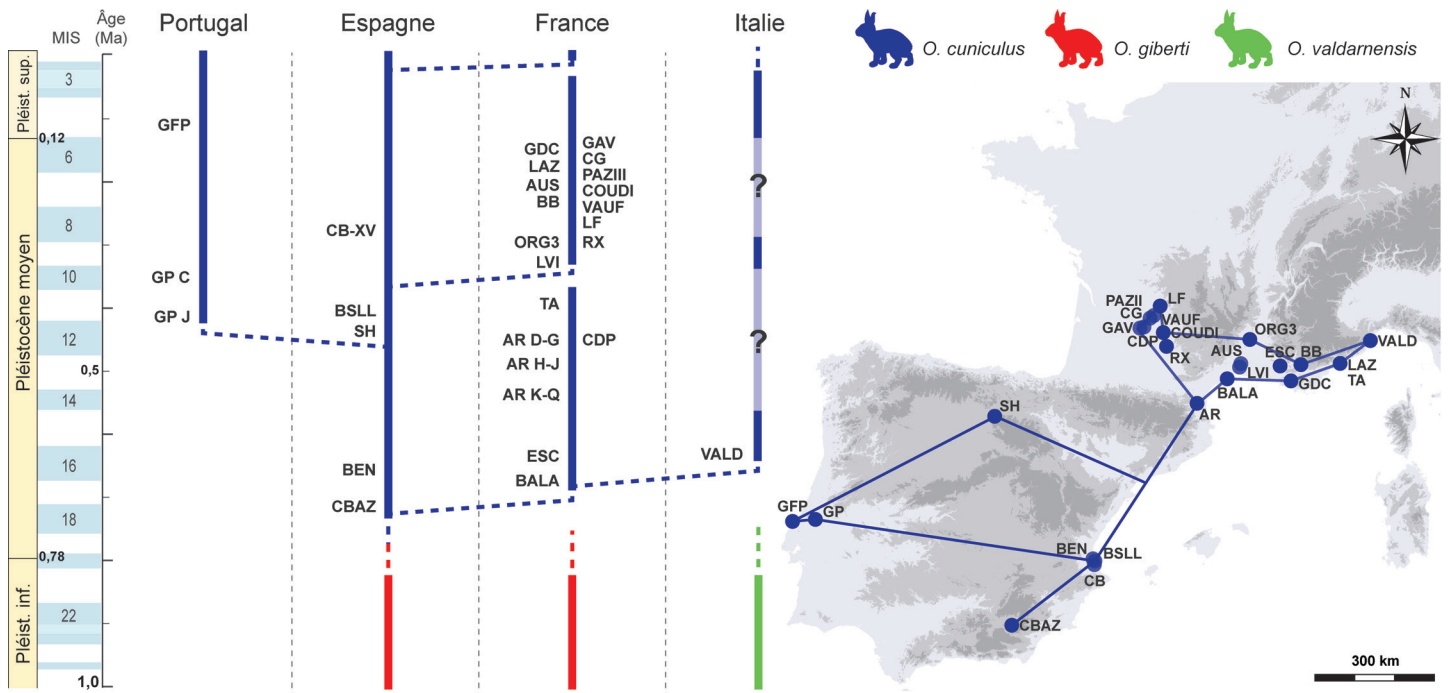 MIS
Âge
(Ma)
Portugal
Espagne
France
Italie
O. cuniculus
O. giberti
O. valdarnensis
Pléist. sup.
Pléistocène moyen
Pléist. inf.
3
6
8
10
12
14
16
18
22
0,12
0,5
0,78
1,0
GFP
GP C
GP J
CB-XV
BSLL
SH
BEN
CBAZ
GDC
LAZ
AUS
BB
ORG3
LVI
TA
AR D-G
AR H-J
AR K-Q
ESC
BALA
GAV
CG
PAZIII
COUDI
VAUF
LF
RX
CDP
VALD
?
?
N
PAZII
LF
CG
VAUF
GAV
COUDI
CDP
RX
ORG3
AUS
ESC
BB
VALD
LVI
LAZ
BALA
GDC
TA
AR
SH
GFP
GP
BEN
BSLL
CB
CBAZ
300 km